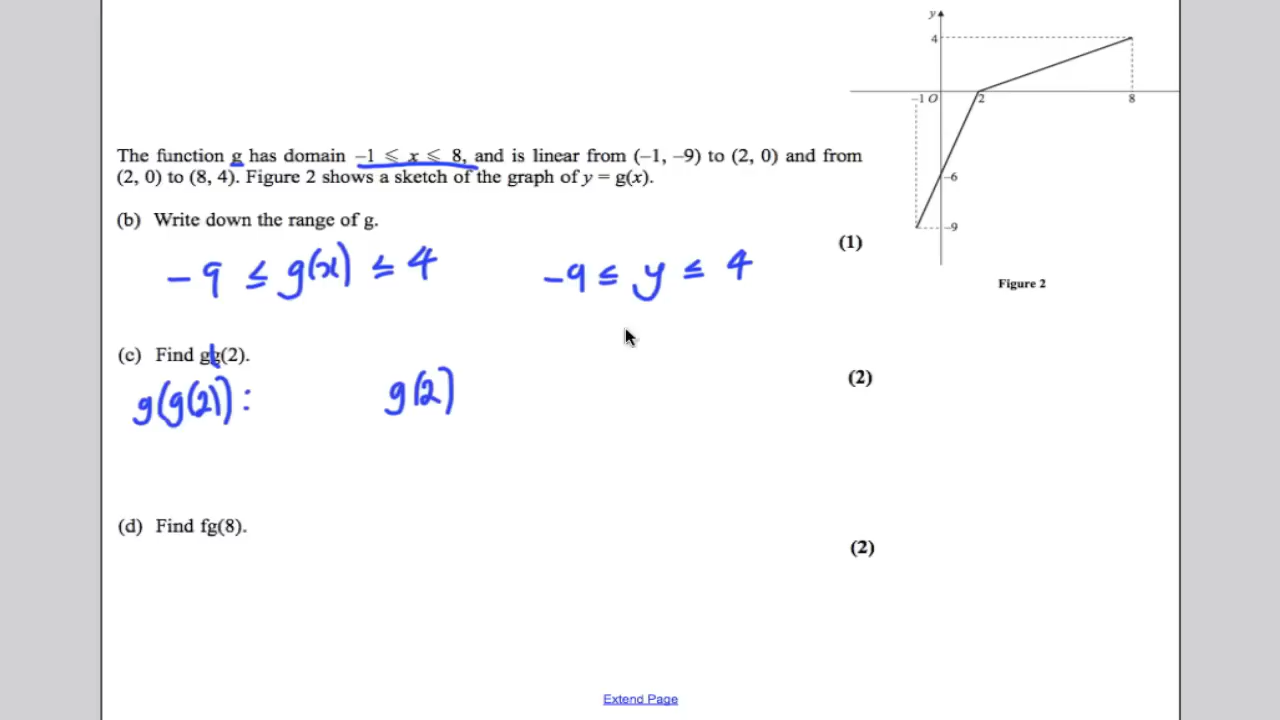 y
4
−1 O 2 8
−6
−9
Figure 2
The function g has domain −1 ⩽ x ⩽ 8, and is linear from (−1, −9) to (2, 0) and from
(2, 0) to (8, 4). Figure 2 shows a sketch of the graph of y = g(x).
(b) Write down the range of g.
(1)
−9 ≤ g(x) ≤ 4 −9 ≤ y ≤ 4
(c) Find gg(2).
(2)
g(g(2)): g(2)
(d) Find fg(8).
(2)
Extend Page